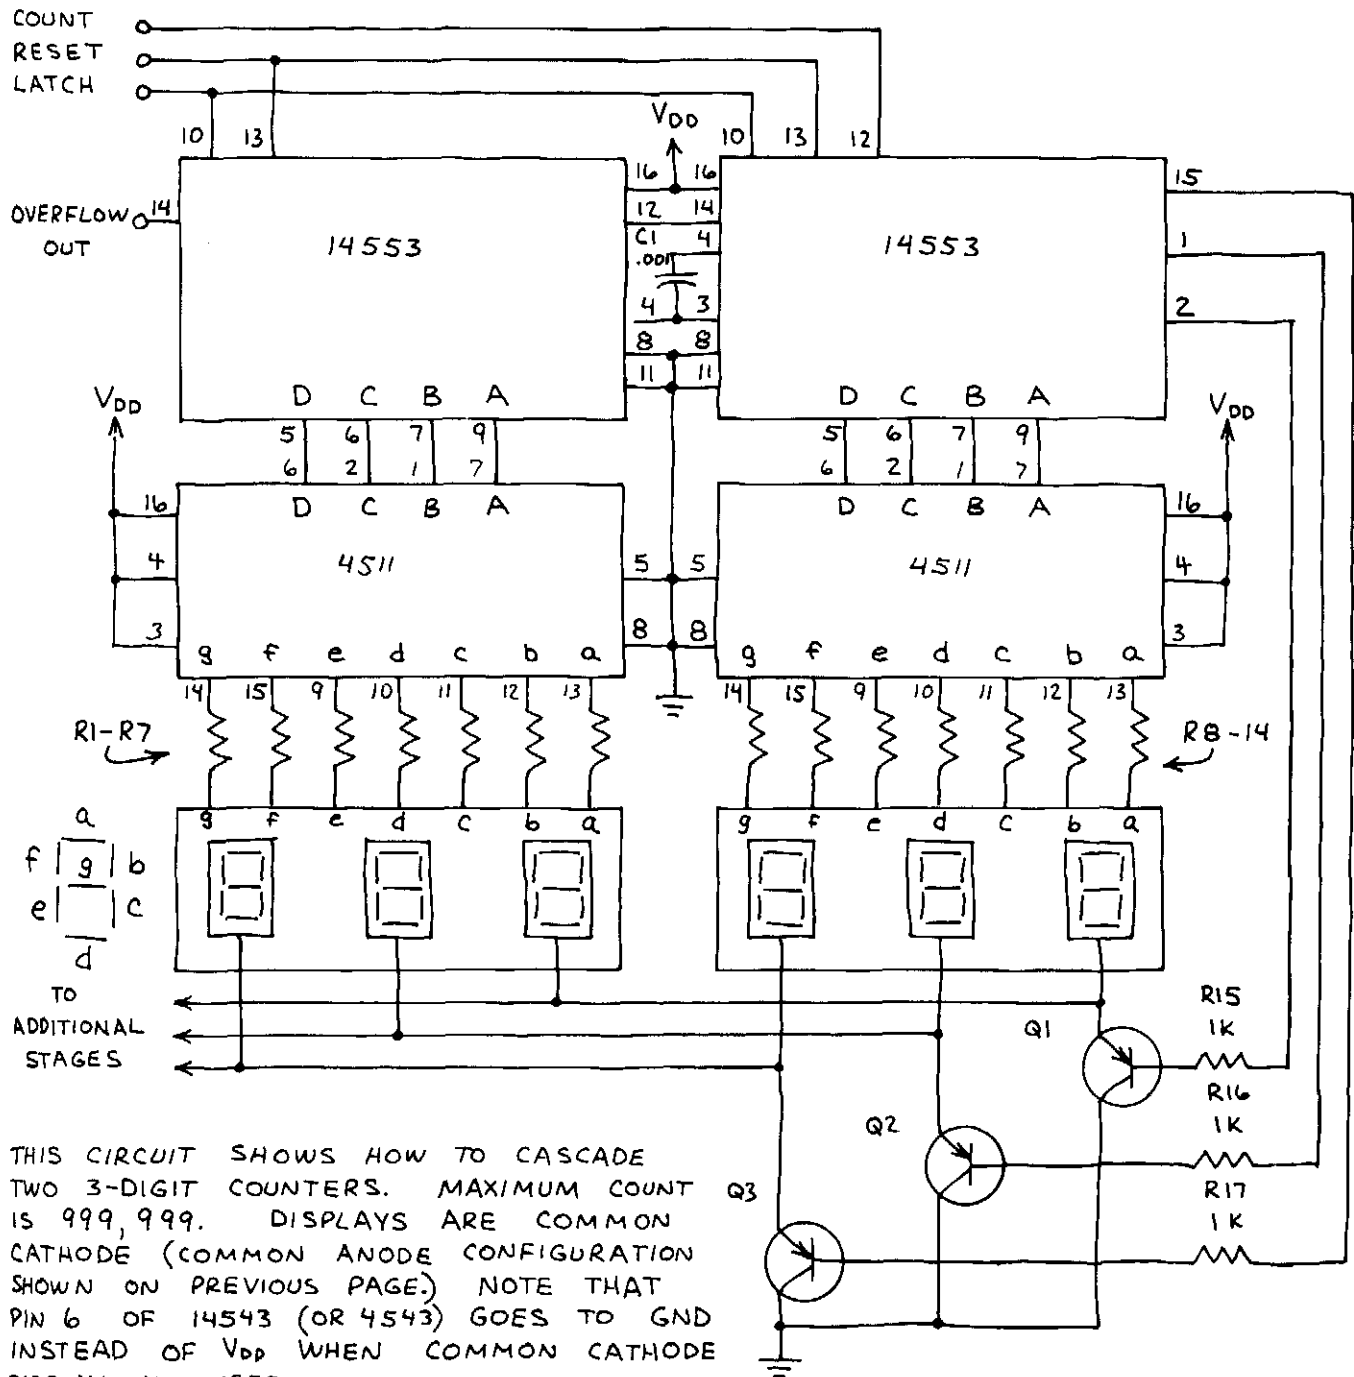 COUNT
RESET
LATCH
10 13 VDD 10 13 12
16 16 15
OVERFLOW 14 12 14
OUT
14553 C1 4 14553 1
.001
4 3 2
8 8
11 11
VDD D C B A D C B A VDD
5 6 7 9 5 6 7 9
6 2 1 7 6 2 1 7
16 D C B A D C B A 16
4 4511 5 5 4511 4
3 8 8 3
g f e d c b a g f e d c b a
14 15 9 10 11 12 13 14 15 9 10 11 12 13
R1-R7 R8-14
g f e d c b a g f e d c b a
a
f g b
e c
d
TO
ADDITIONAL
STAGES
Q1 R15
1K
R16
Q2 1K
Q3 R17
1K
THIS CIRCUIT SHOWS HOW TO CASCADE
TWO 3-DIGIT COUNTERS. MAXIMUM COUNT
IS 999,999. DISPLAYS ARE COMMON
CATHODE (COMMON ANODE CONFIGURATION
SHOWN ON PREVIOUS PAGE.) NOTE THAT
PIN 6 OF 14543 (OR 4543) GOES TO GND
INSTEAD OF VDD WHEN COMMON CATHODE